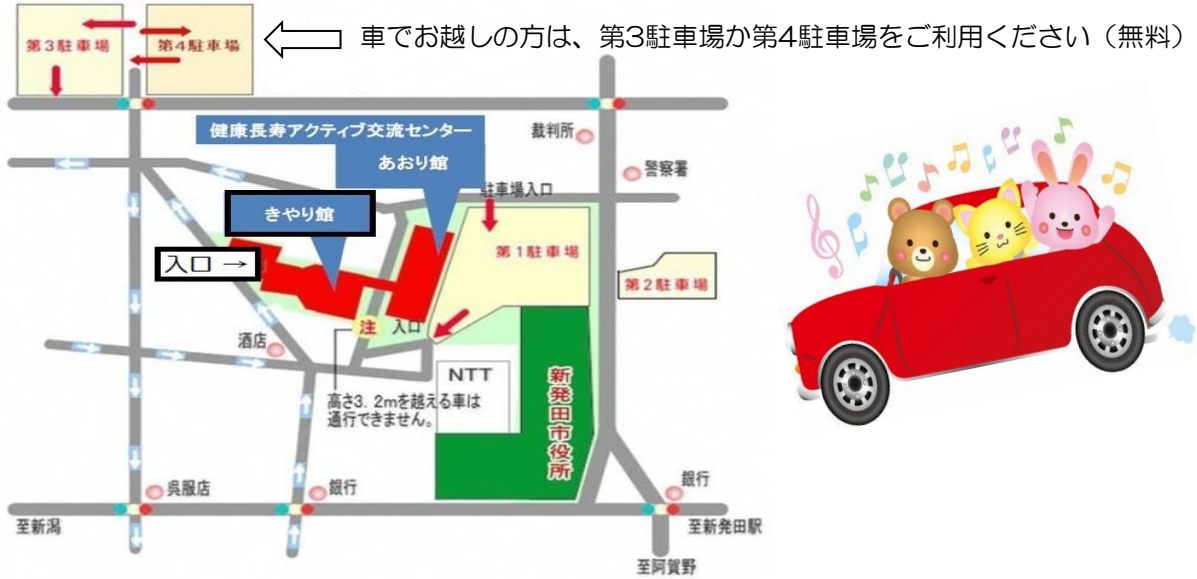 車でお越しの方は、第3駐車場か第4駐車場をご利用ください（無料）
第3駐車場
第4駐車場
健康長寿アクティブ交流センター
あおり館
裁判所
警察署
駐車場入口
きやり館
入口 →
第1駐車場
第2駐車場
注
入口
酒店
NTT
高さ3.2mを越える車は
通行できません。
新発田市役所
呉服店
銀行
銀行
至新潟
至新発田駅
至阿賀野